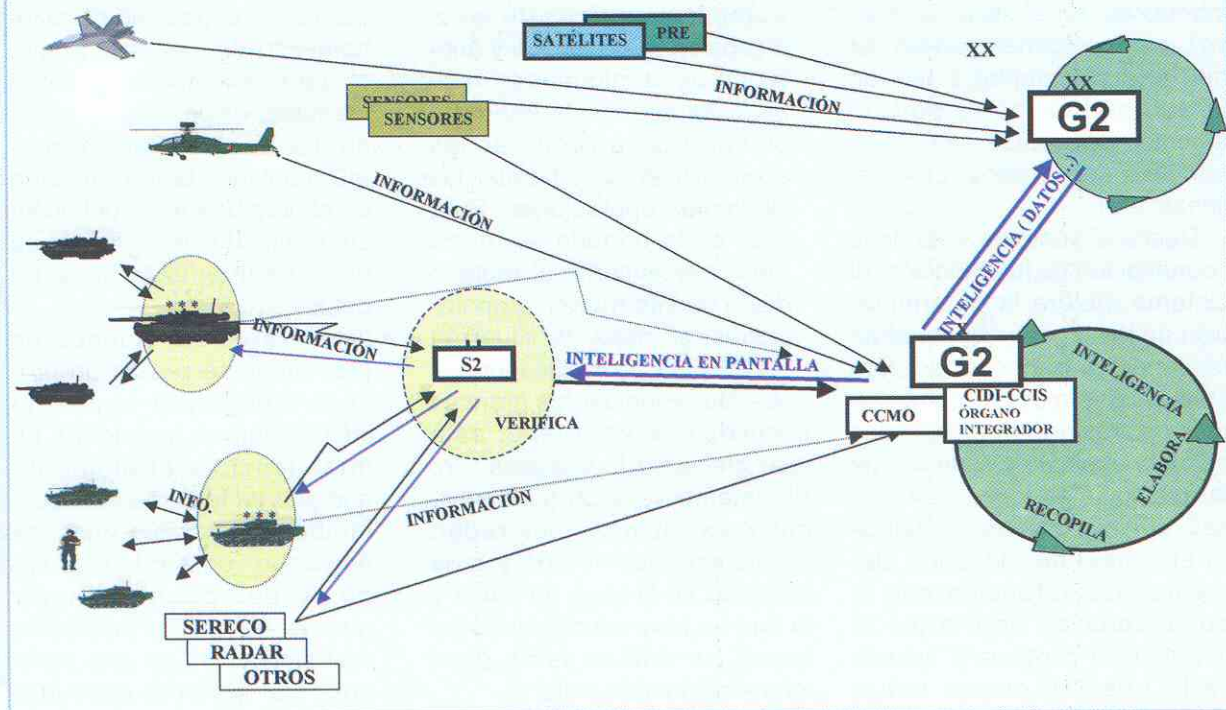 PRE
SATÉLITES
XX
XX
INFORMACIÓN
SENSORES
SENSORES
G2
INFORMACIÓN
INTELIGENCIA ( DATOS ..)
***
INFORMACIÓN
S2
INTELIGENCIA EN PANTALLA
X
G2
INTELIGENCIA
CIDI-CCIS
ÓRGANO
INTEGRADOR
CCMO
VERIFICA
ELABORA
INFO.
***
INFORMACIÓN
RECOPILA
SERECO
RADAR
OTROS